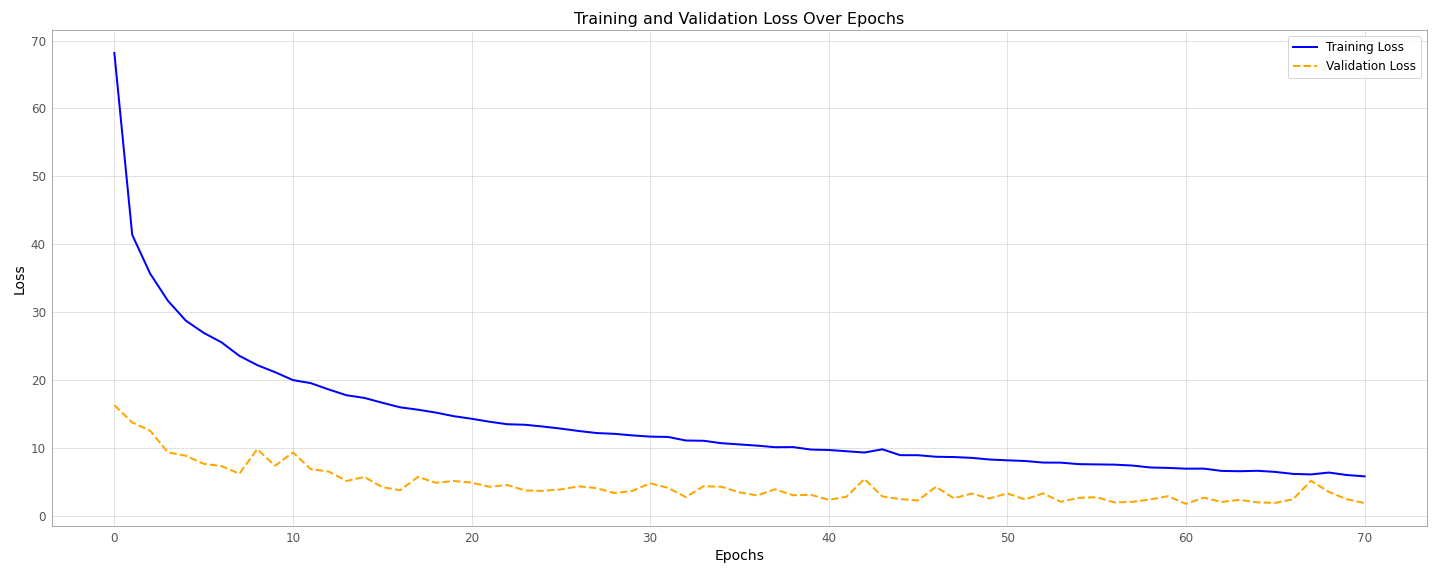 Training and Validation Loss Over Epochs
Training Loss
Validation Loss
Loss
70
60
50
40
30
20
10
0
0 10 20 30 40 50 60 70
Epochs